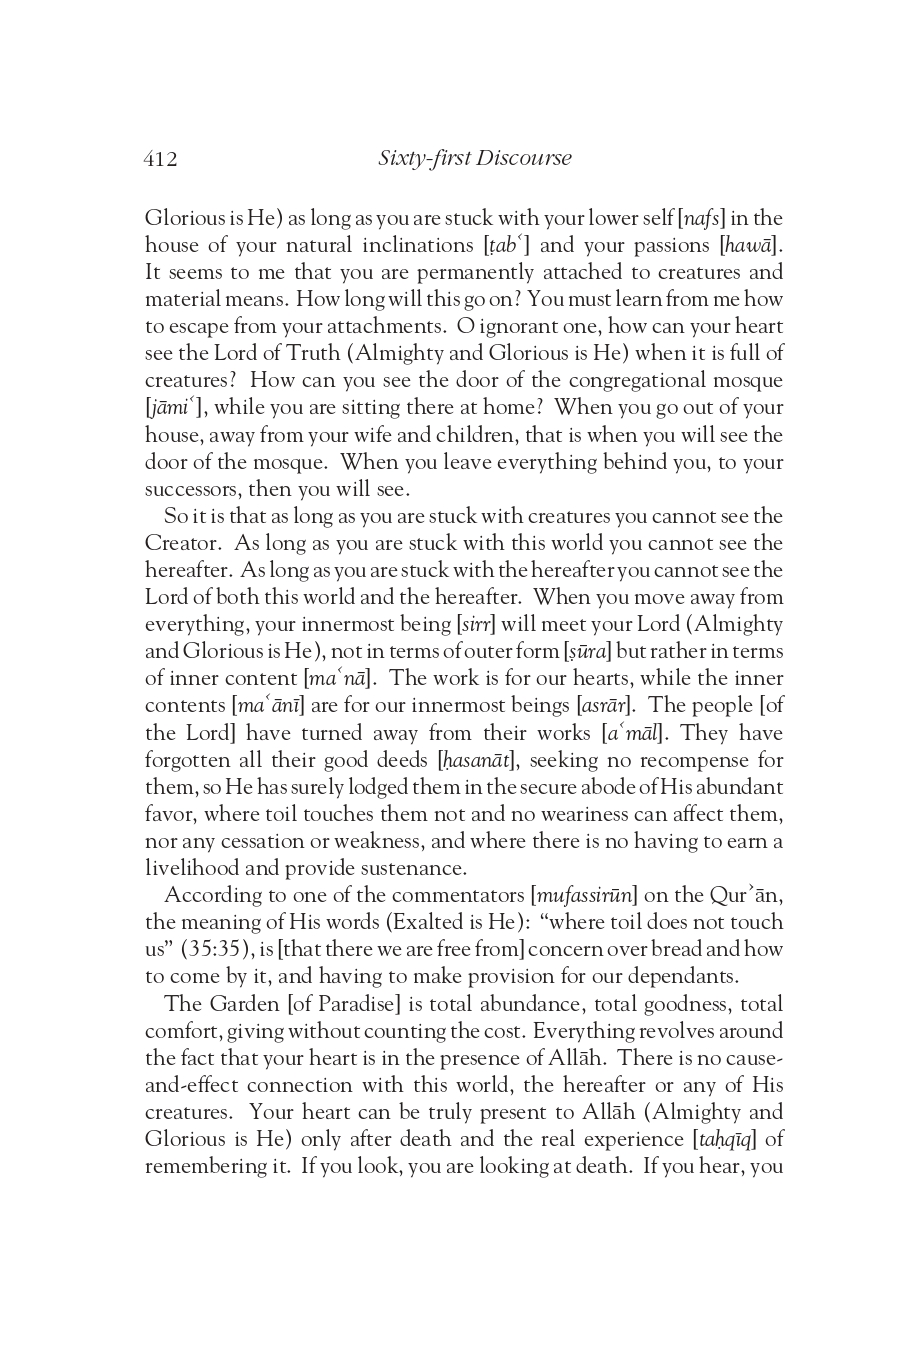 412 Sixty-first Discourse
Glorious is He) as long as you are stuck with your lower self [nafs] in the
house of your natural inclinations [ṭabʿ] and your passions [hawā].
It seems to me that you are permanently attached to creatures and
material means. How long will this go on? You must learn from me how
to escape from your attachments. O ignorant one, how can your heart
see the Lord of Truth (Almighty and Glorious is He) when it is full of
creatures? How can you see the door of the congregational mosque
[jāmiʿ], while you are sitting there at home? When you go out of your
house, away from your wife and children, that is when you will see the
door of the mosque. When you leave everything behind you, to your
successors, then you will see.
So it is that as long as you are stuck with creatures you cannot see the
Creator. As long as you are stuck with this world you cannot see the
hereafter. As long as you are stuck with the hereafter you cannot see the
Lord of both this world and the hereafter. When you move away from
everything, your innermost being [sirr] will meet your Lord (Almighty
and Glorious is He), not in terms of outer form [ṣūra] but rather in terms
of inner content [maʿnā]. The work is for our hearts, while the inner
contents [maʿānī] are for our innermost beings [asrār]. The people [of
the Lord] have turned away from their works [aʿmāl]. They have
forgotten all their good deeds [ḥasanāt], seeking no recompense for
them, so He has surely lodged them in the secure abode of His abundant
favor, where toil touches them not and no weariness can affect them,
nor any cessation or weakness, and where there is no having to earn a
livelihood and provide sustenance.
According to one of the commentators [mufassirūn] on the Qurʾān,
the meaning of His words (Exalted is He): “where toil does not touch
us” (35:35), is [that there we are free from] concern over bread and how
to come by it, and having to make provision for our dependants.
The Garden [of Paradise] is total abundance, total goodness, total
comfort, giving without counting the cost. Everything revolves around
the fact that your heart is in the presence of Allāh. There is no cause-
and-effect connection with this world, the hereafter or any of His
creatures. Your heart can be truly present to Allāh (Almighty and
Glorious is He) only after death and the real experience [taḥqīq] of
remembering it. If you look, you are looking at death. If you hear, you